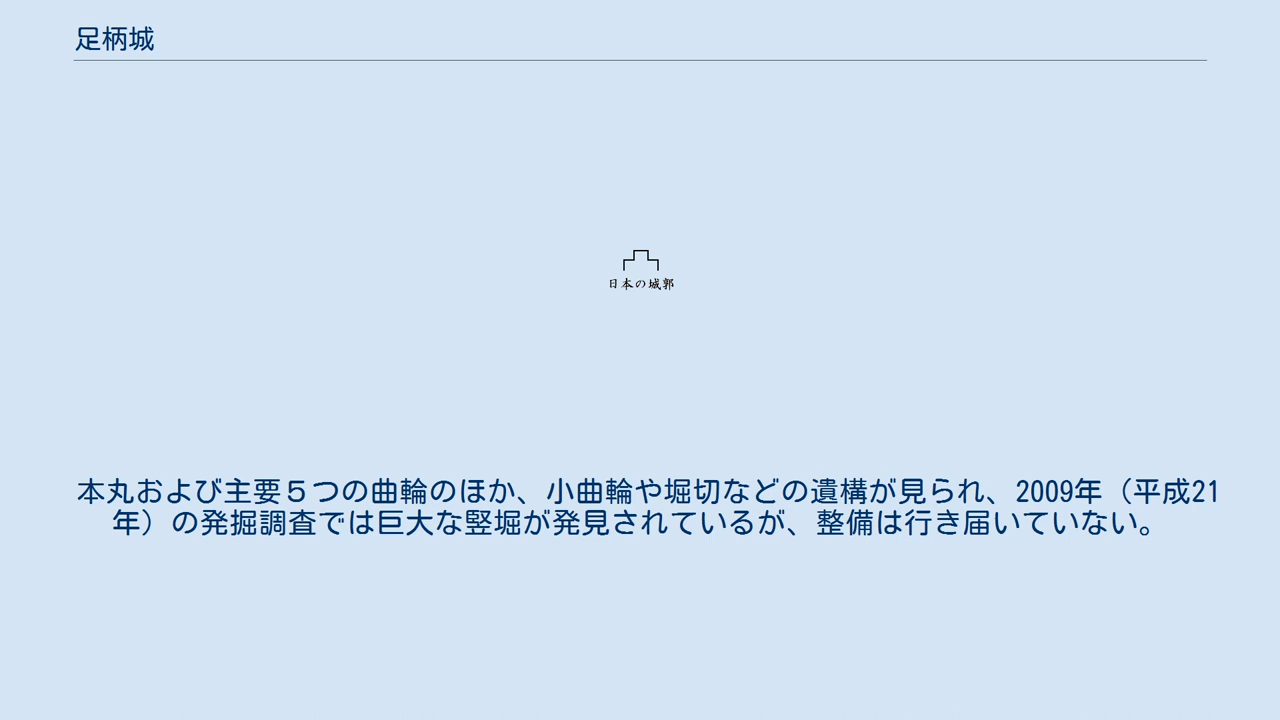 足柄城
日本の城郭
本丸および主要５つの曲輪のほか、小曲輪や堀切などの遺構が見られ、2009年（平成21
年）の発掘調査では巨大な竪堀が発見されているが、整備は行き届いていない。